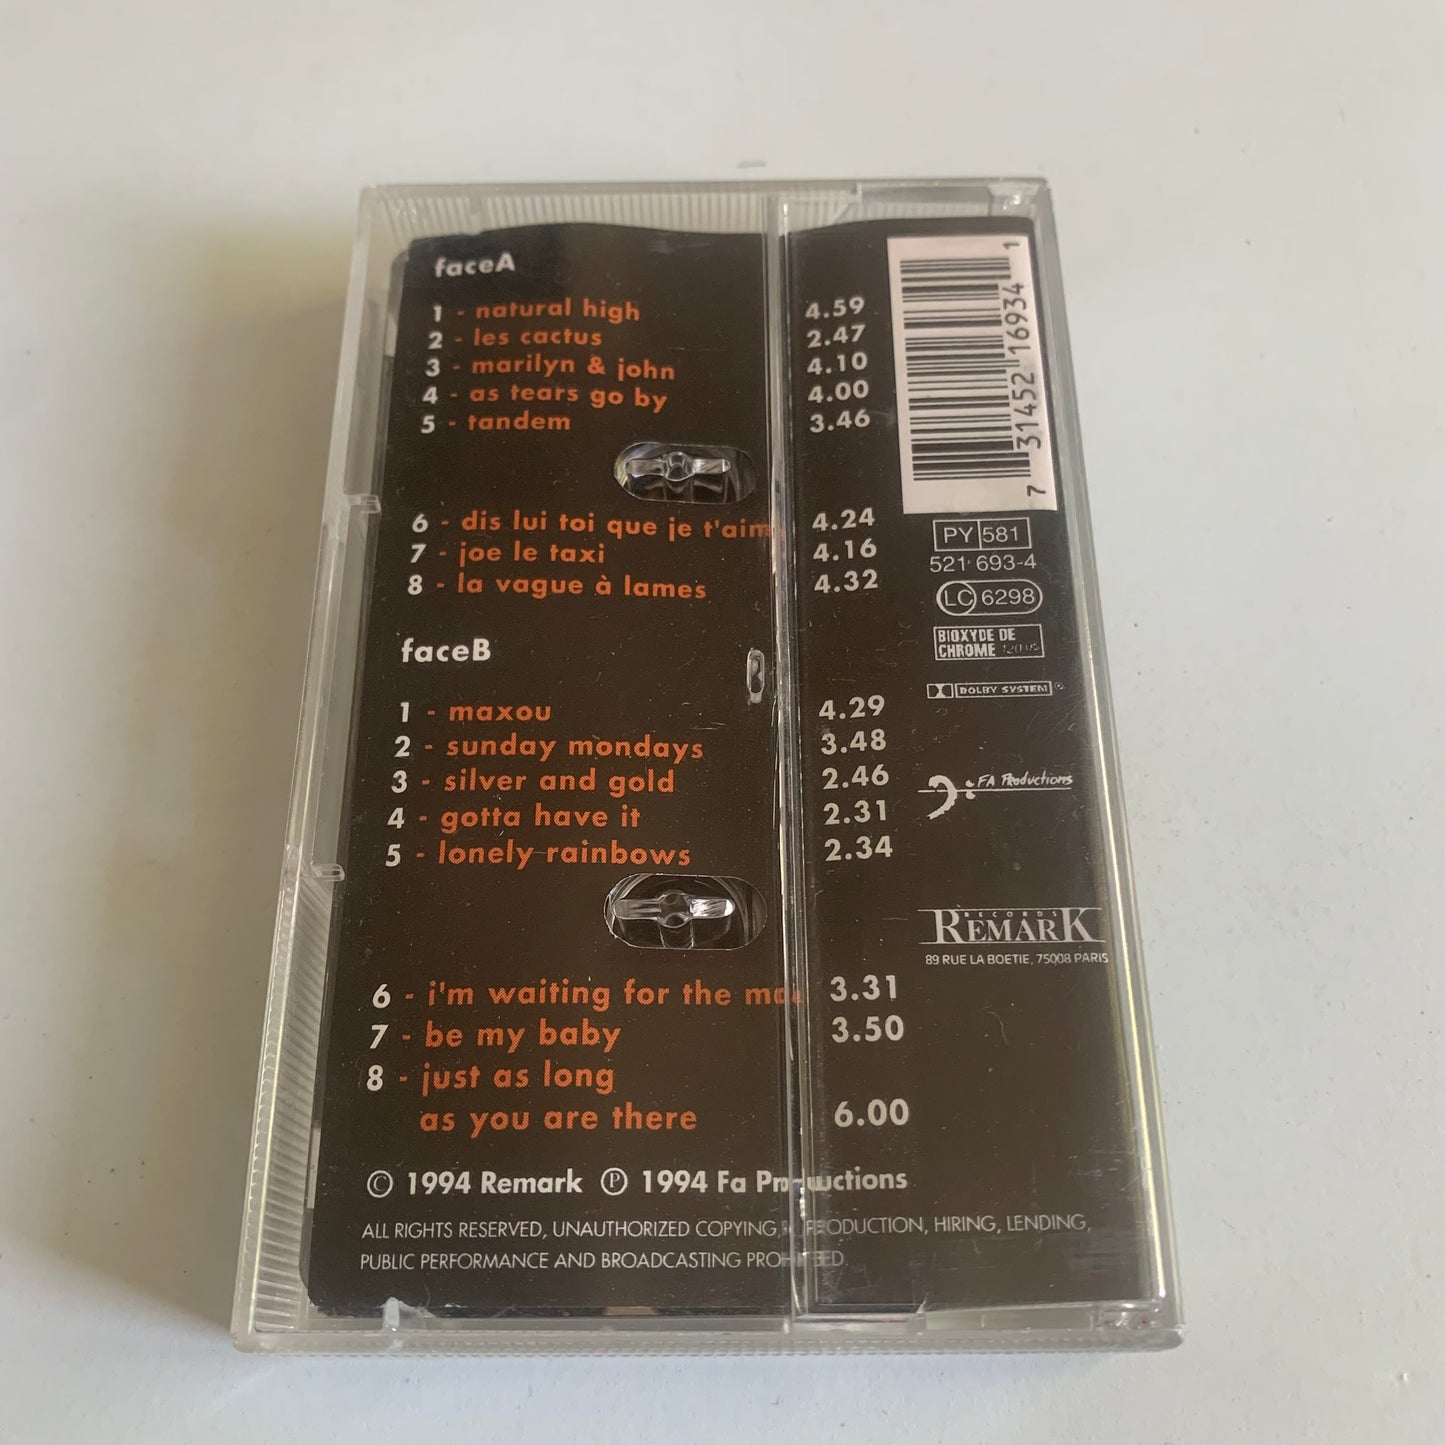 faceA
1 - natural high 4.59
2 - les cactus 2.47
3 - marilyn & john 4.10
4 - as tears go by 4.00
5 - tandem 3.46
6 - dis lui toi que je t'aim 4.24
7 - joe le taxi 4.16
8 - la vague à lames 4.32
faceB
1 - maxou 4.29
2 - sunday mondays 3.48
3 - silver and gold 2.46
4 - gotta have it 2.31
5 - lonely rainbows 2.34
6 - i'm waiting for the 3.31
7 - be my baby 3.50
8 - just as long
as you are there 6.00
© 1994 Remark ℗ 1994 Fa Productions
ALL RIGHTS RESERVED, UNAUTHORIZED COPYING, HIRING, LENDING,
PUBLIC PERFORMANCE AND BROADCASTING PROHIBITED.
7 31452 16934 1
PY 581
521 693-4
LC 6298
BIOXYDE DE
CHROME 120 µs
DOLBY SYSTEM ®
FA Productions
RECORDS
REMARK
89 RUE LA BOETIE, 75008 PARIS